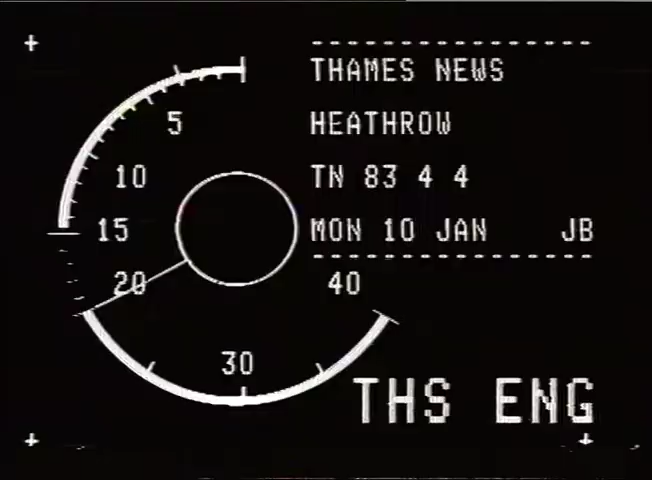 THAMES NEWS
HEATHROW
TN 83 4 4
MON 10 JAN JB
5
10
15
20
30
40
THS ENG